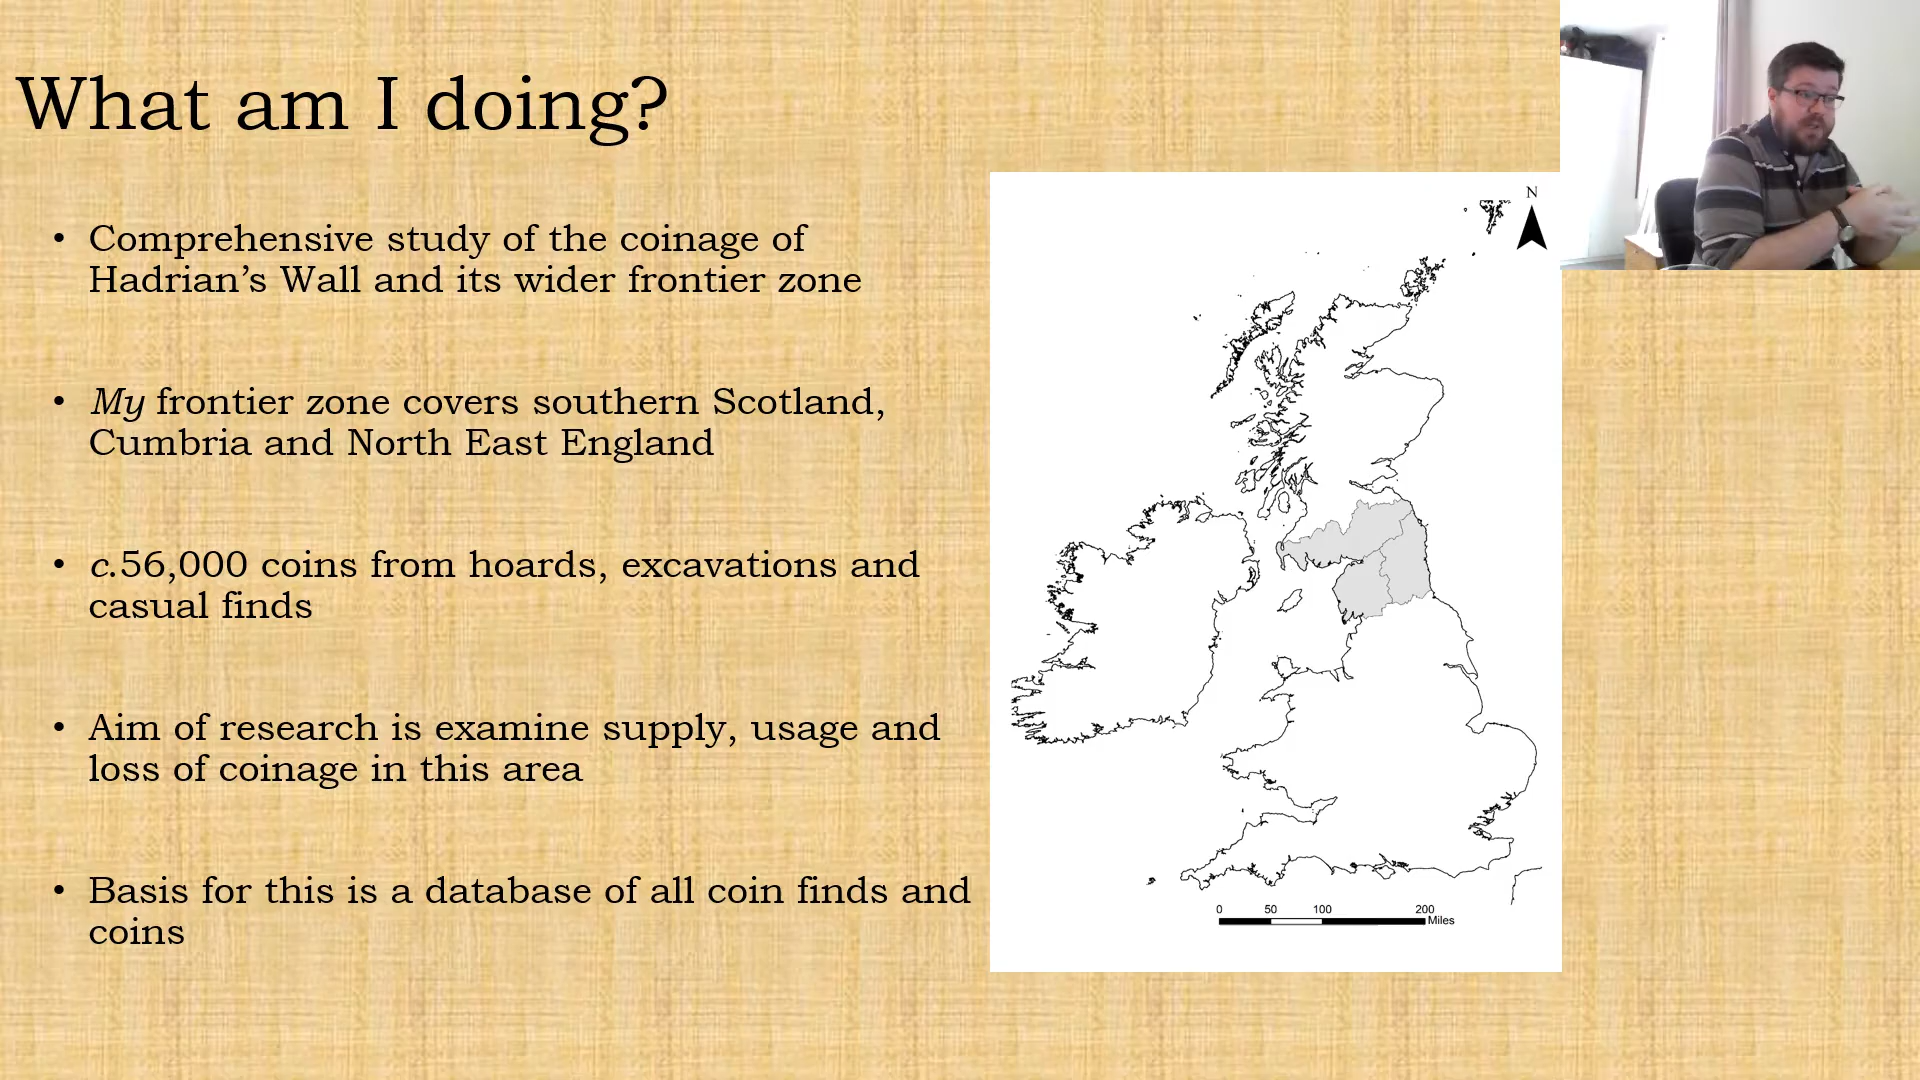 What am I doing?
• Comprehensive study of the coinage of
Hadrian’s Wall and its wider frontier zone
• My frontier zone covers southern Scotland,
Cumbria and North East England
• c.56,000 coins from hoards, excavations and
casual finds
• Aim of research is examine supply, usage and
loss of coinage in this area
• Basis for this is a database of all coin finds and
coins
N
0 50 100 200
Miles